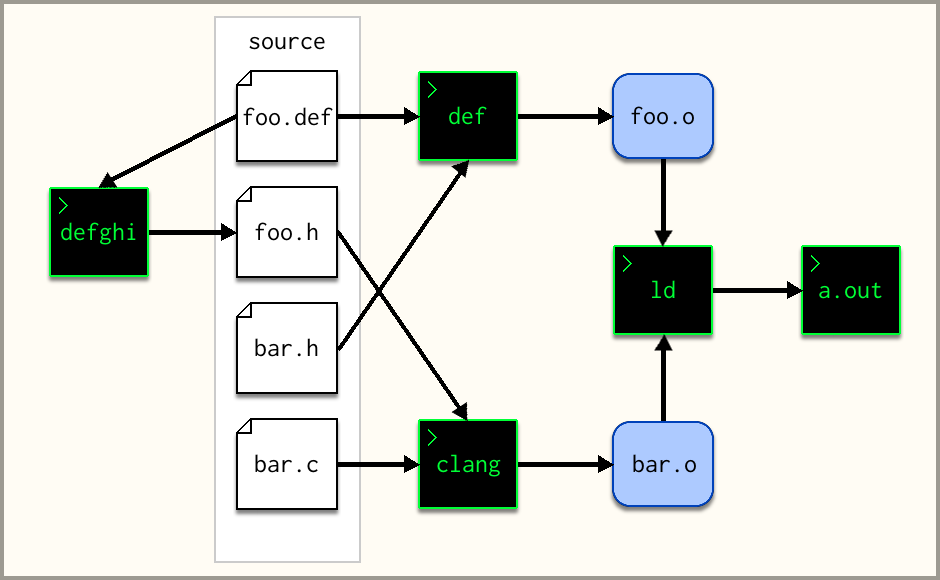 source
foo.def
def
foo.o
defghi
foo.h
ld
a.out
bar.h
bar.c
clang
bar.o